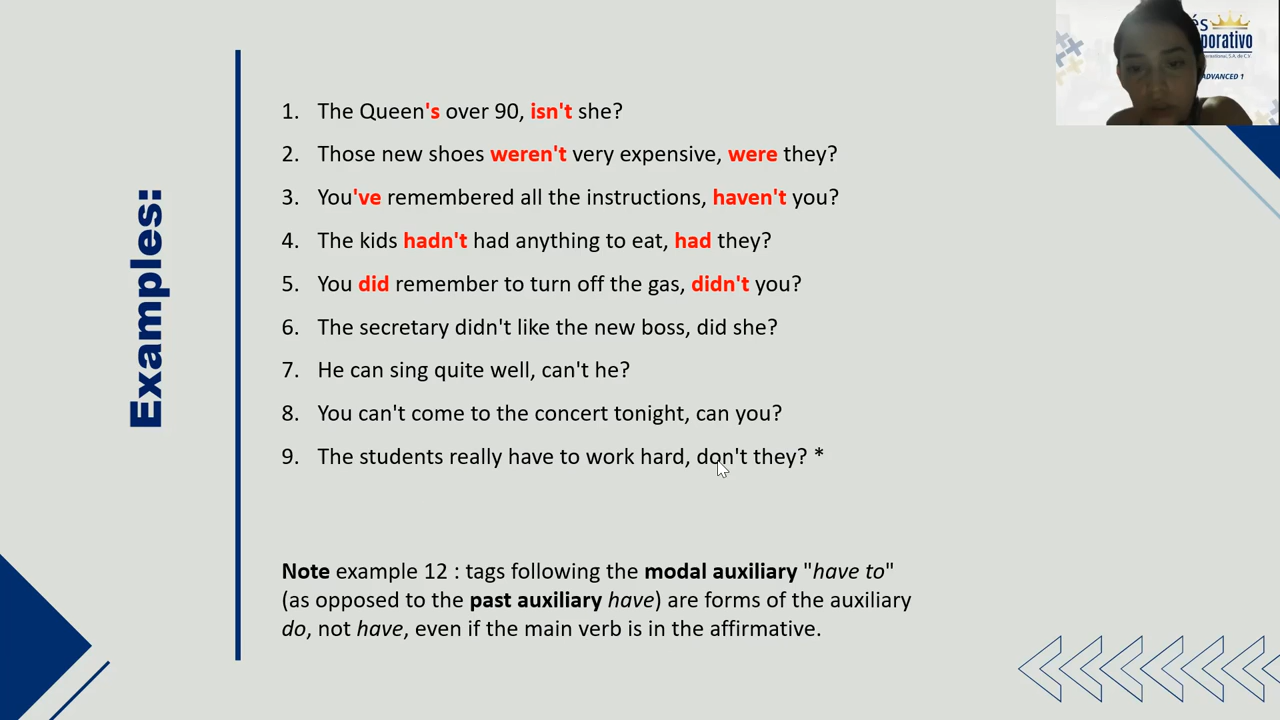 Examples:
1. The Queen's over 90, isn't she?
2. Those new shoes weren't very expensive, were they?
3. You've remembered all the instructions, haven't you?
4. The kids hadn't had anything to eat, had they?
5. You did remember to turn off the gas, didn't you?
6. The secretary didn't like the new boss, did she?
7. He can sing quite well, can't he?
8. You can't come to the concert tonight, can you?
9. The students really have to work hard, don't they? *
Note example 12 : tags following the modal auxiliary "have to"
(as opposed to the past auxiliary have) are forms of the auxiliary
do, not have, even if the main verb is in the affirmative.
és
porativo
ADVANCED 1